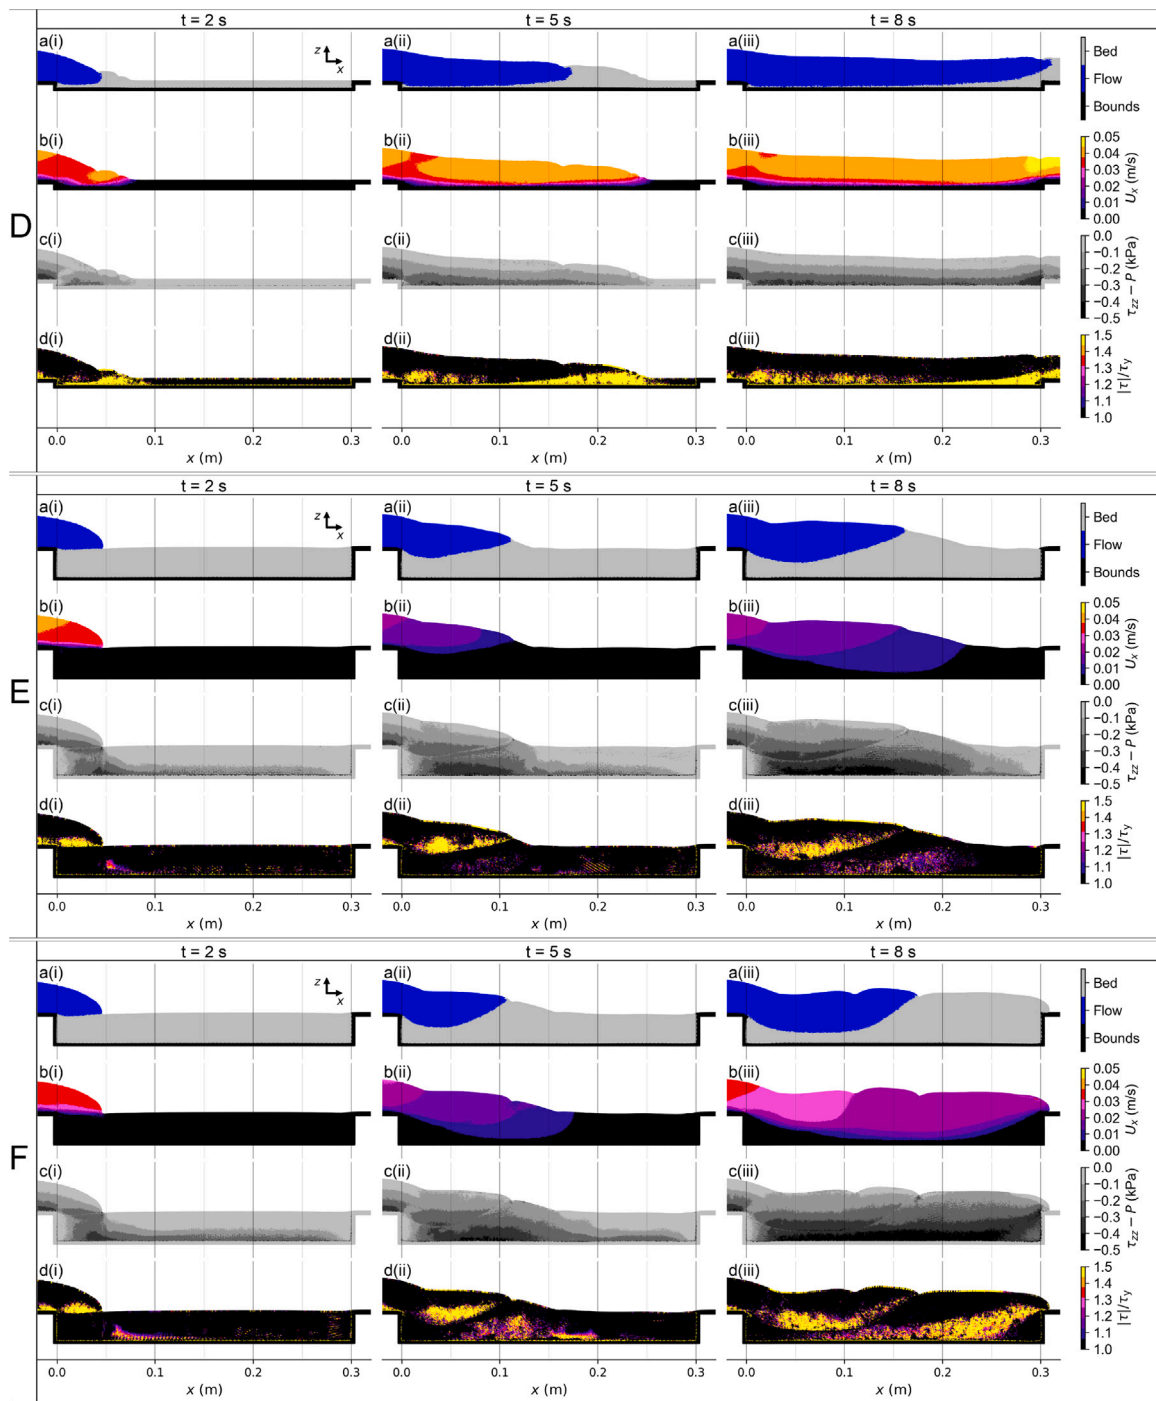 t = 2 s t = 5 s t = 8 s
D
a(i) a(ii) a(iii)
z
x
Bed
Flow
Bounds
b(i) b(ii) b(iii)
0.05
0.04
0.03
0.02
0.01
0.00
Uₓ (m/s)
c(i) c(ii) c(iii)
0.0
−0.1
−0.2
−0.3
−0.4
−0.5
τzz − P (kPa)
d(i) d(ii) d(iii)
1.5
1.4
1.3
1.2
1.1
1.0
|τ|/τy
0.0 0.1 0.2 0.3 0.0 0.1 0.2 0.3 0.0 0.1 0.2 0.3
x (m) x (m) x (m)
t = 2 s t = 5 s t = 8 s
E
a(i) a(ii) a(iii)
z
x
Bed
Flow
Bounds
b(i) b(ii) b(iii)
0.05
0.04
0.03
0.02
0.01
0.00
Uₓ (m/s)
c(i) c(ii) c(iii)
0.0
−0.1
−0.2
−0.3
−0.4
−0.5
τzz − P (kPa)
d(i) d(ii) d(iii)
1.5
1.4
1.3
1.2
1.1
1.0
|τ|/τy
0.0 0.1 0.2 0.3 0.0 0.1 0.2 0.3 0.0 0.1 0.2 0.3
x (m) x (m) x (m)
t = 2 s t = 5 s t = 8 s
F
a(i) a(ii) a(iii)
z
x
Bed
Flow
Bounds
b(i) b(ii) b(iii)
0.05
0.04
0.03
0.02
0.01
0.00
Uₓ (m/s)
c(i) c(ii) c(iii)
0.0
−0.1
−0.2
−0.3
−0.4
−0.5
τzz − P (kPa)
d(i) d(ii) d(iii)
1.5
1.4
1.3
1.2
1.1
1.0
|τ|/τy
0.0 0.1 0.2 0.3 0.0 0.1 0.2 0.3 0.0 0.1 0.2 0.3
x (m) x (m) x (m)